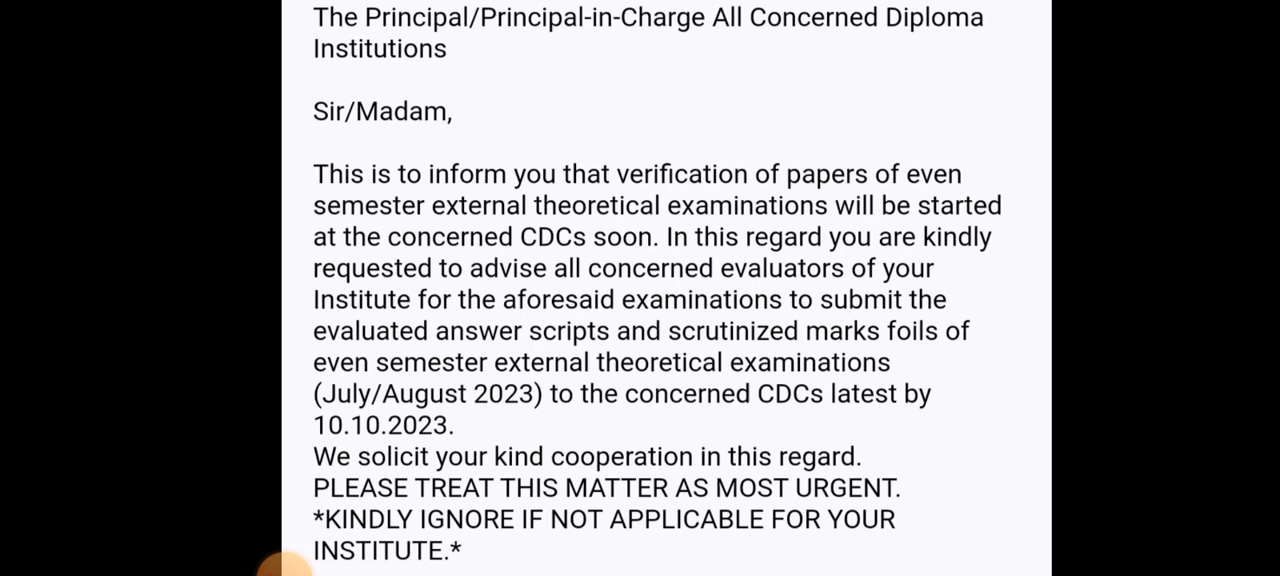 The Principal/Principal-in-Charge All Concerned Diploma
Institutions
Sir/Madam,
This is to inform you that verification of papers of even
semester external theoretical examinations will be started
at the concerned CDCs soon. In this regard you are kindly
requested to advise all concerned evaluators of your
Institute for the aforesaid examinations to submit the
evaluated answer scripts and scrutinized marks foils of
even semester external theoretical examinations
(July/August 2023) to the concerned CDCs latest by
10.10.2023.
We solicit your kind cooperation in this regard.
PLEASE TREAT THIS MATTER AS MOST URGENT.
*KINDLY IGNORE IF NOT APPLICABLE FOR YOUR
INSTITUTE.*